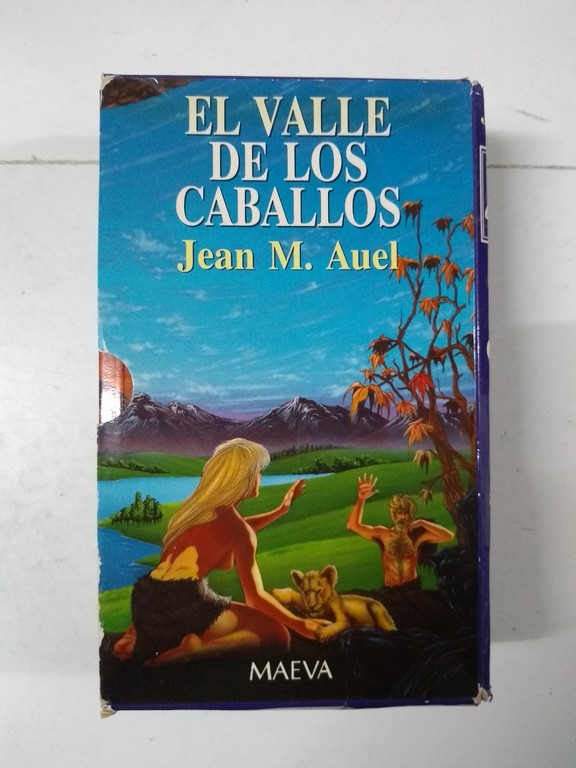 EL VALLE
DE LOS
CABALLOS
Jean M. Auel
MAEVA